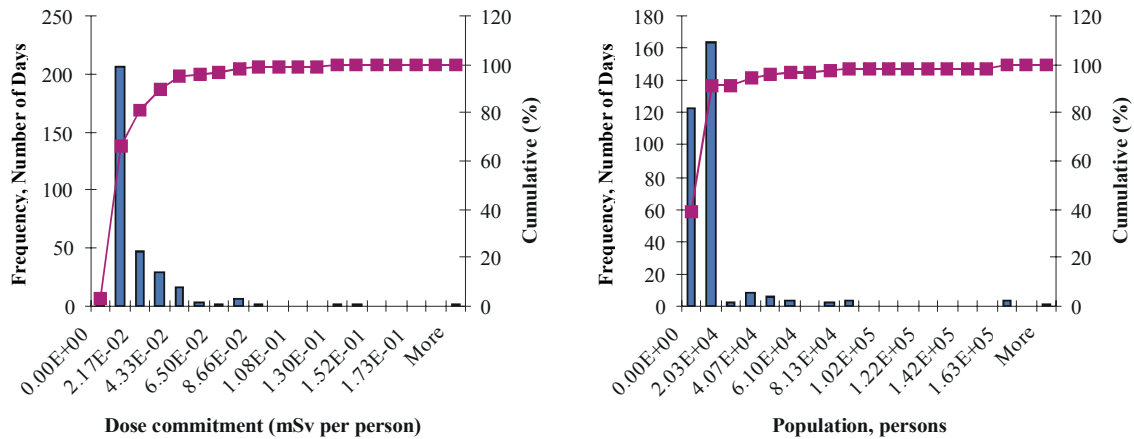 250
200
150
100
50
0
Frequency, Number of Days
120
100
80
60
40
20
0
Cumulative (%)
0.00E+00
2.17E-02
4.33E-02
6.50E-02
8.66E-02
1.08E-01
1.30E-01
1.52E-01
1.73E-01
More
Dose commitment (mSv per person)
180
160
140
120
100
80
60
40
20
0
Frequency, Number of Days
120
100
80
60
40
20
0
Cumulative (%)
0.00E+00
2.03E+04
4.07E+04
6.10E+04
8.13E+04
1.02E+05
1.22E+05
1.42E+05
1.63E+05
More
Population, persons